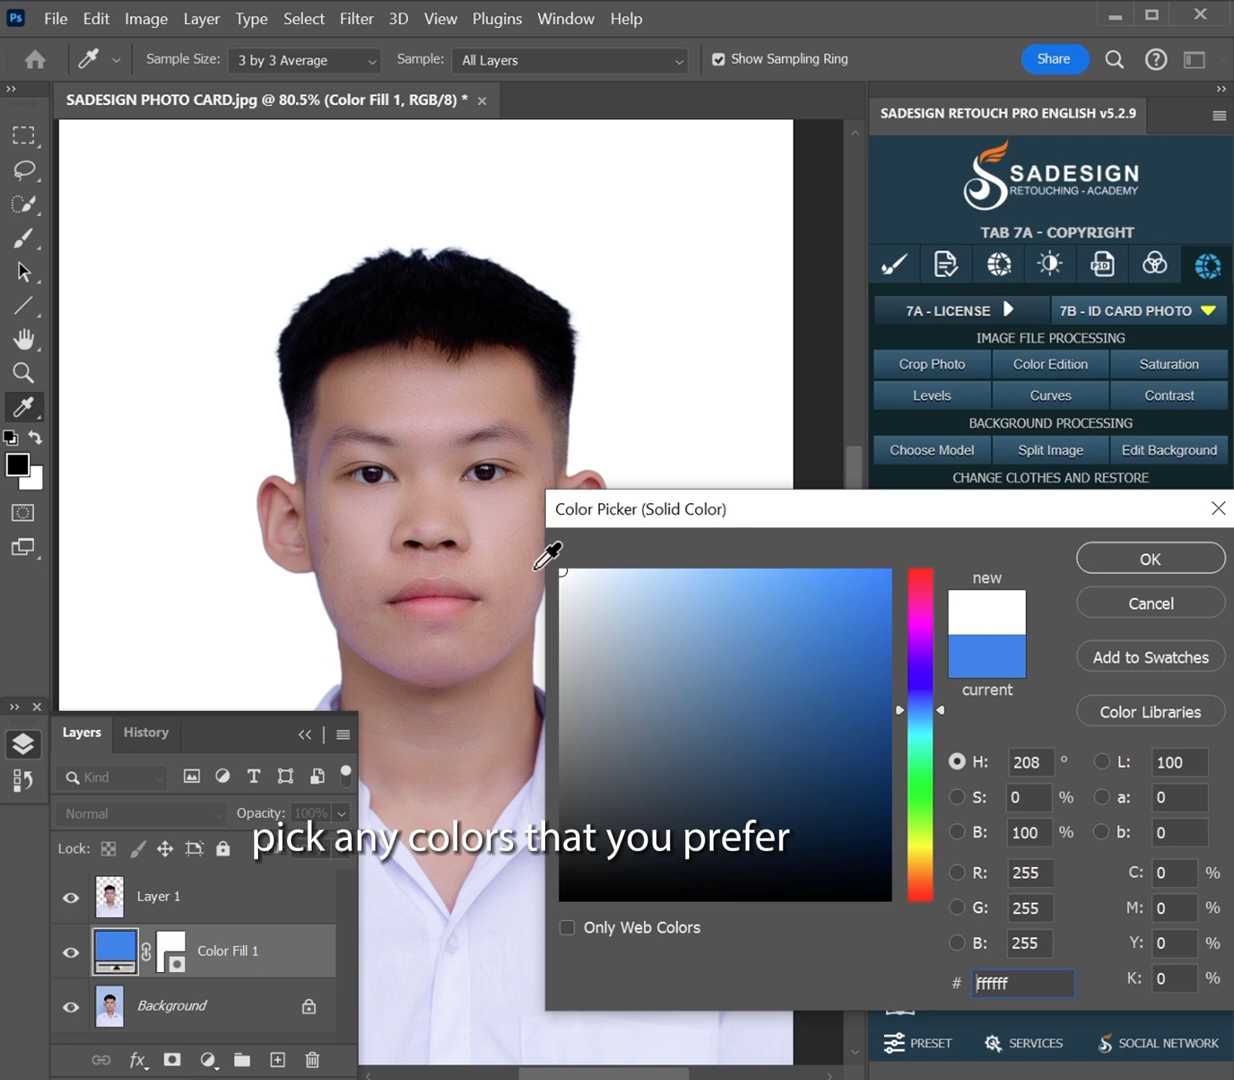 Ps File Edit Image Layer Type Select Filter 3D View Plugins Window Help
Sample Size: 3 by 3 Average Sample: All Layers Show Sampling Ring Share
SADESIGN PHOTO CARD.jpg @ 80.5% (Color Fill 1, RGB/8) *
SADESIGN RETOUCH PRO ENGLISH v5.2.9
SADESIGN
RETOUCHING - ACADEMY
TAB 7A - COPYRIGHT
PSD
7A - LICENSE 7B - ID CARD PHOTO
IMAGE FILE PROCESSING
Crop Photo Color Edition Saturation
Levels Curves Contrast
BACKGROUND PROCESSING
Choose Model Split Image Edit Background
CHANGE CLOTHES AND RESTORE
Color Picker (Solid Color)
new
current
OK
Cancel
Add to Swatches
Color Libraries
H: 208 ° L: 100
S: 0 % a: 0
B: 100 % b: 0
R: 255 C: 0 %
G: 255 M: 0 %
B: 255 Y: 0 %
# ffffff K: 0 %
Only Web Colors
Layers History
Kind
Normal Opacity: 100%
Lock:
pick any colors that you prefer
Layer 1
Color Fill 1
Background
fx
PRESET SERVICES SOCIAL NETWORK